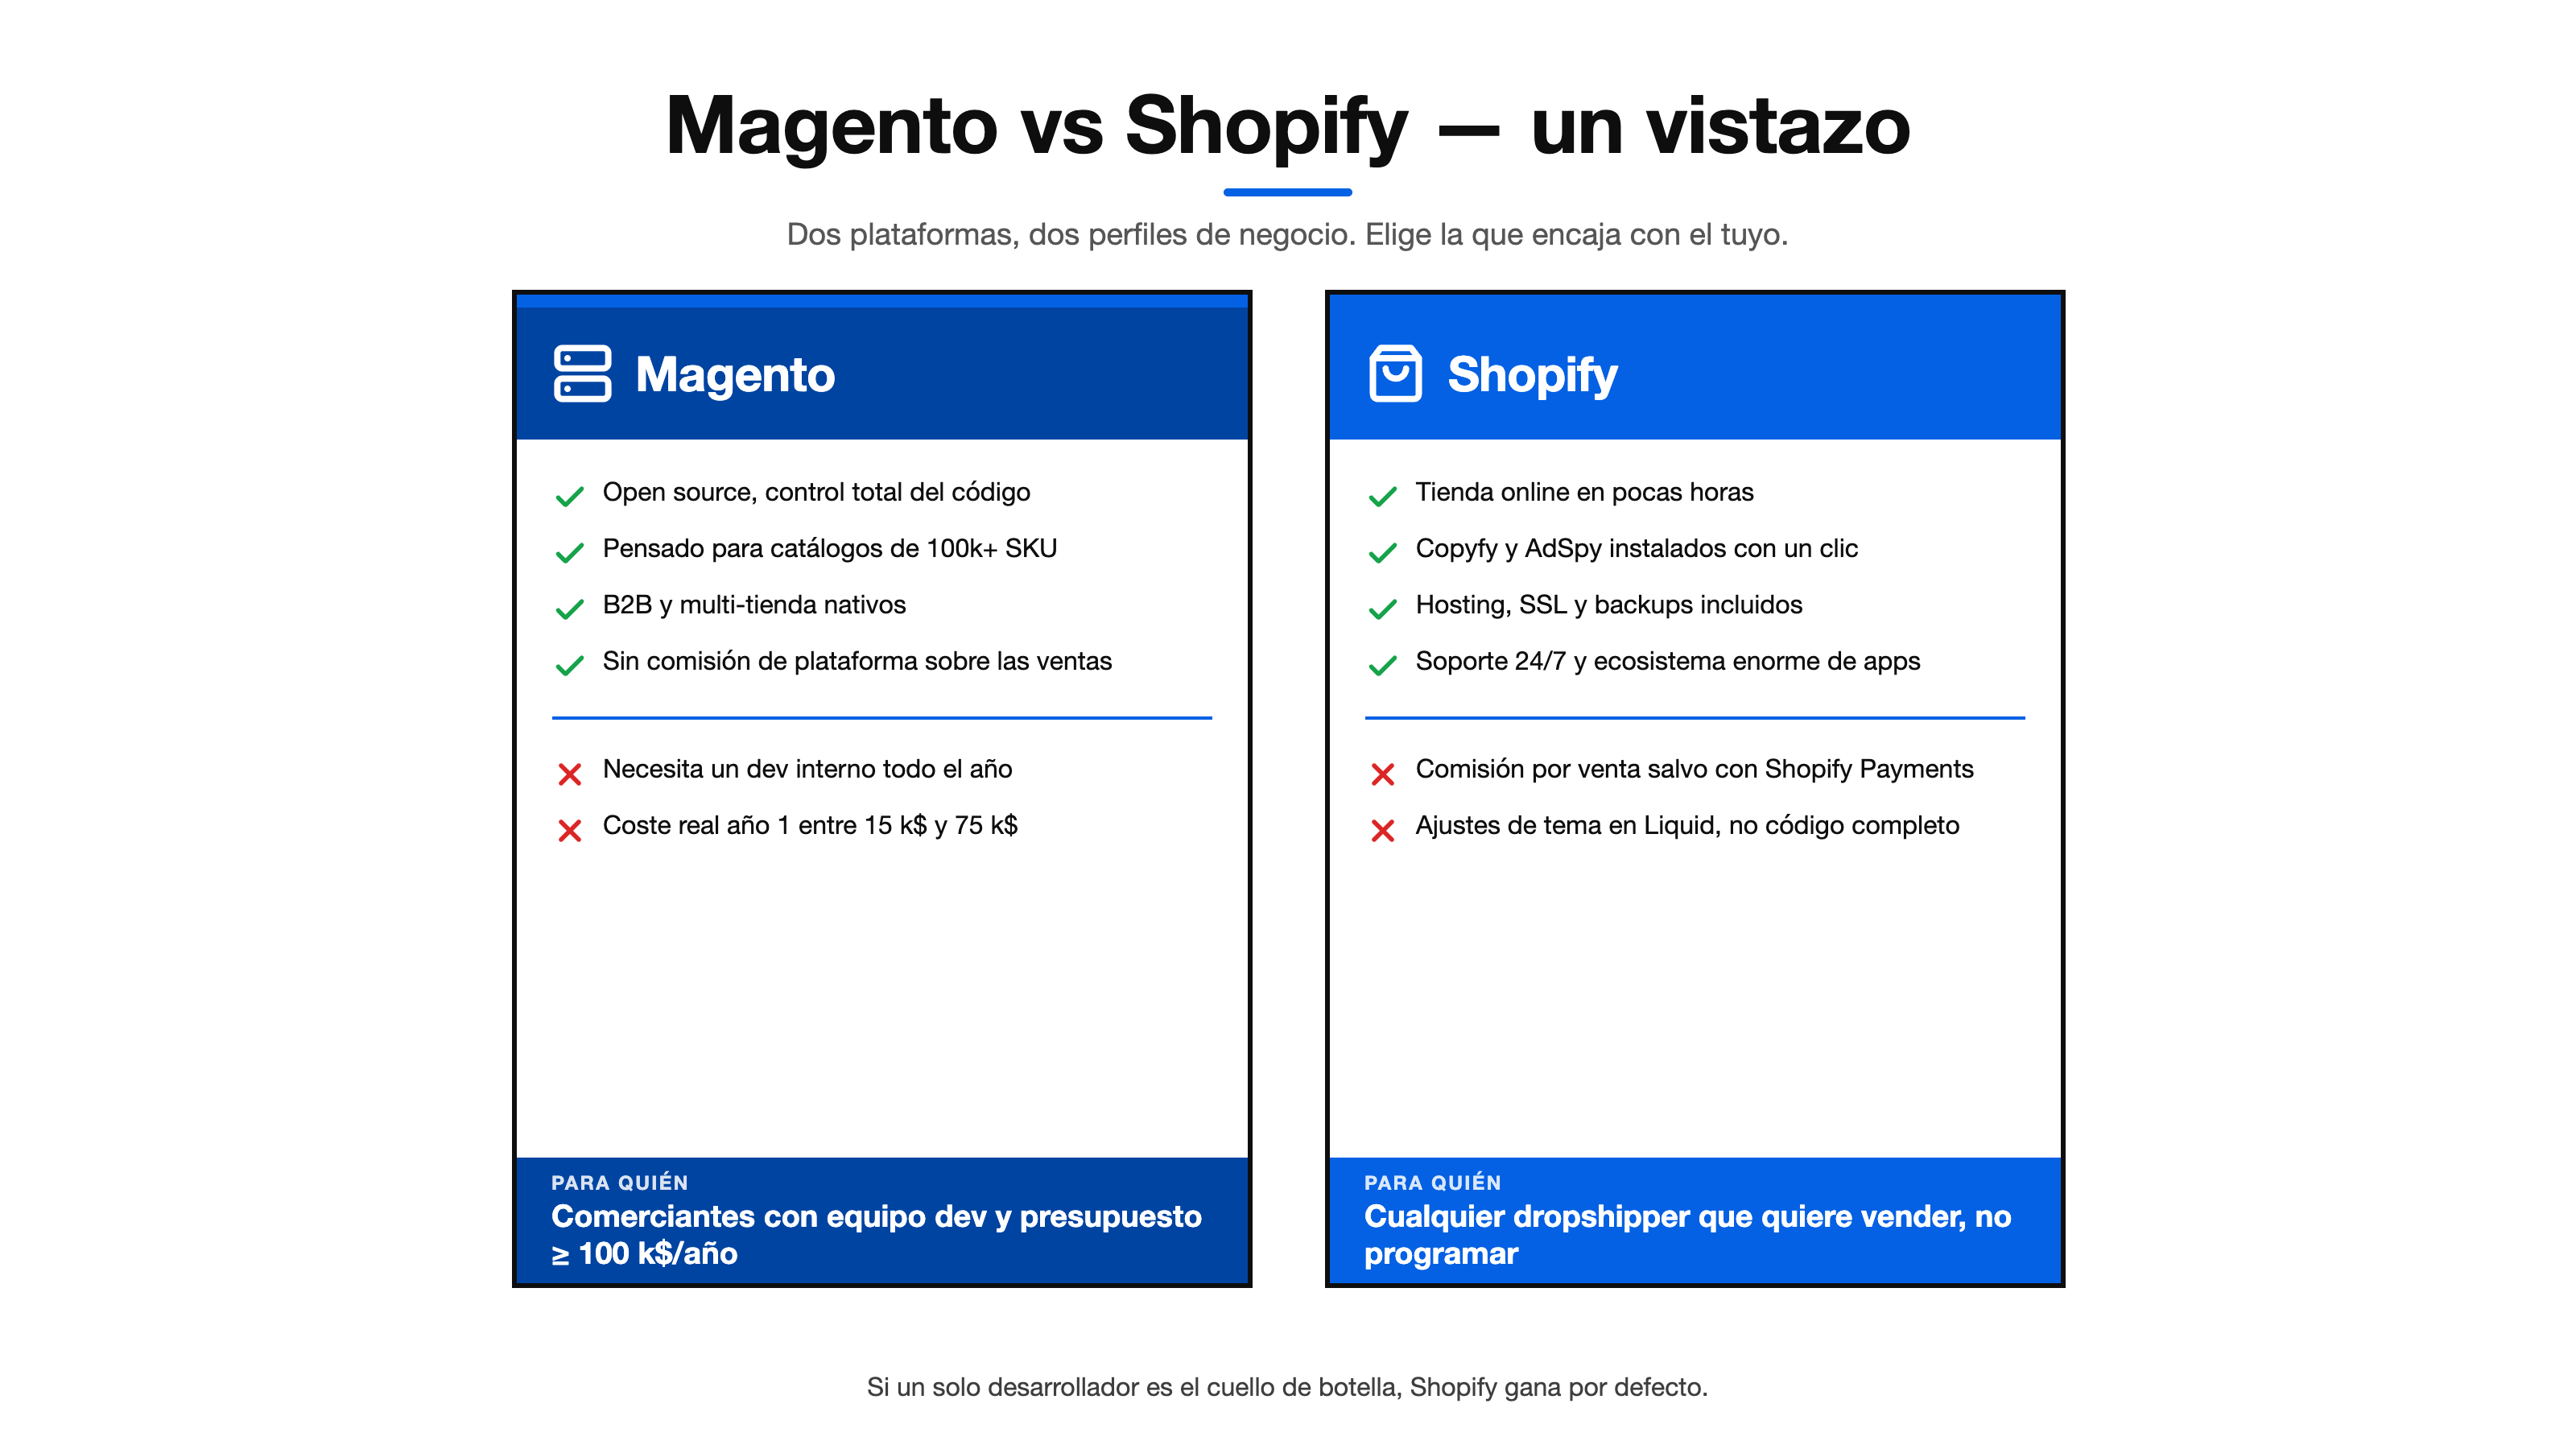 Magento vs Shopify — un vistazo
Dos plataformas, dos perfiles de negocio. Elige la que encaja con el tuyo.
Magento
Open source, control total del código
Pensado para catálogos de 100k+ SKU
B2B y multi-tienda nativos
Sin comisión de plataforma sobre las ventas
Necesita un dev interno todo el año
Coste real año 1 entre 15 k$ y 75 k$
PARA QUIÉN
Comerciantes con equipo dev y presupuesto
≥ 100 k$/año
Shopify
Tienda online en pocas horas
Copyfy y AdSpy instalados con un clic
Hosting, SSL y backups incluidos
Soporte 24/7 y ecosistema enorme de apps
Comisión por venta salvo con Shopify Payments
Ajustes de tema en Liquid, no código completo
PARA QUIÉN
Cualquier dropshipper que quiere vender, no
programar
Si un solo desarrollador es el cuello de botella, Shopify gana por defecto.